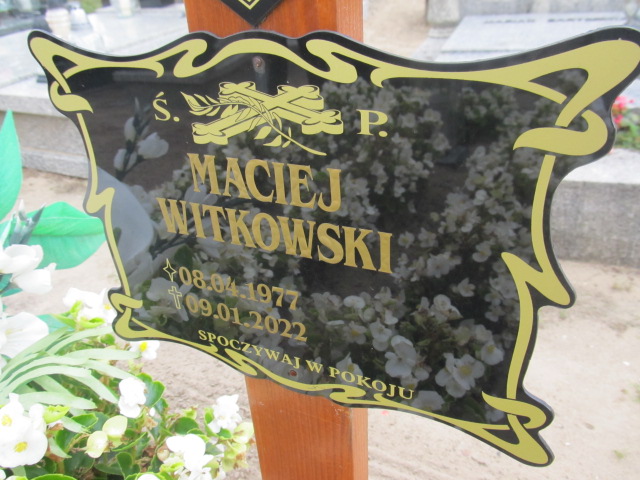 Ś. P.
MACIEJ
WITKOWSKI
08.04.1977
09.01.2022
SPOCZYWAJ W POKOJU